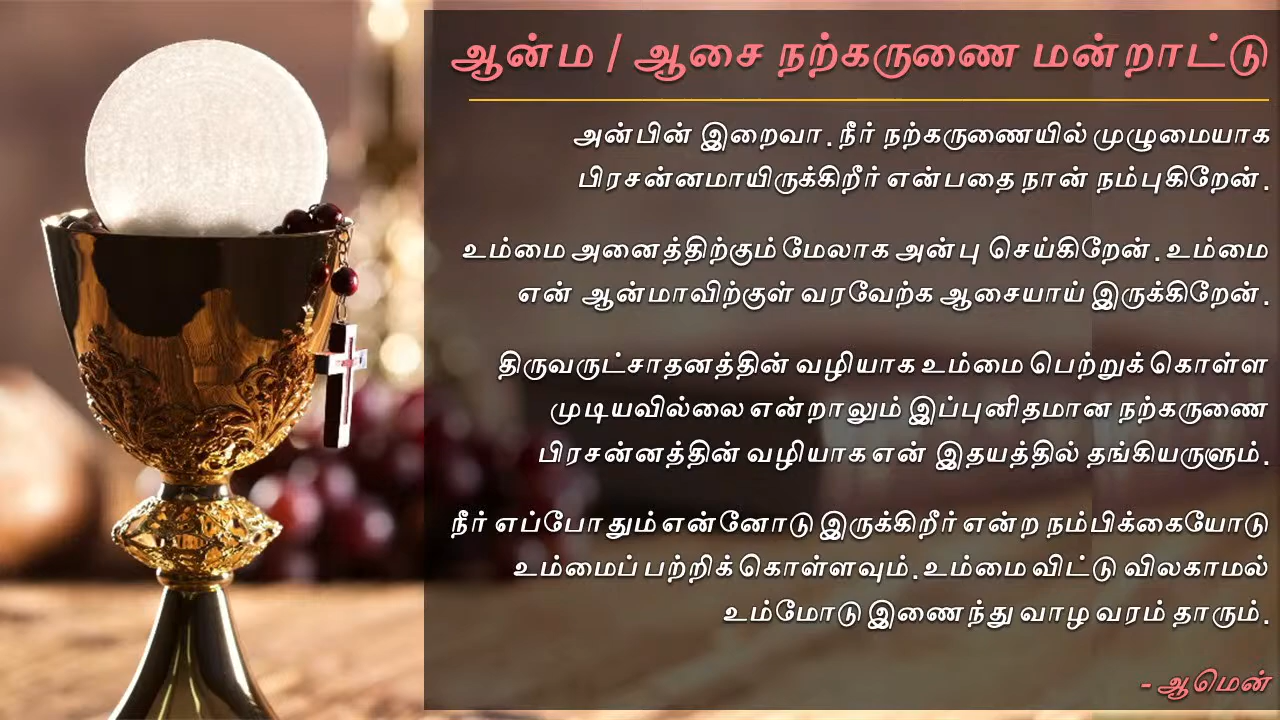 ஆன்ம / ஆசை நற்கருணை மன்றாட்டு
அன்பின் இறைவா . நீர் நற்கருணையில் முழுமையாக
பிரசன்னமாயிருக்கிறீர் என்பதை நான் நம்புகிறேன் .
உம்மை அனைத்திற்கும் மேலாக அன்பு செய்கிறேன் . உம்மை
என் ஆன்மாவிற்குள் வரவேற்க ஆசையாய் இருக்கிறேன் .
திருவருட்சாதனத்தின் வழியாக உம்மை பெற்றுக் கொள்ள
முடியவில்லை என்றாலும் இப்புனிதமான நற்கருணை
பிரசன்னத்தின் வழியாக என் இதயத்தில் தங்கியருளும் .
நீர் எப்போதும் என்னோடு இருக்கிறீர் என்ற நம்பிக்கையோடு
உம்மைப் பற்றிக் கொள்ளவும் . உம்மை விட்டு விலகாமல்
உம்மோடு இணைந்து வாழ வரம் தாரும் .
- ஆமென்